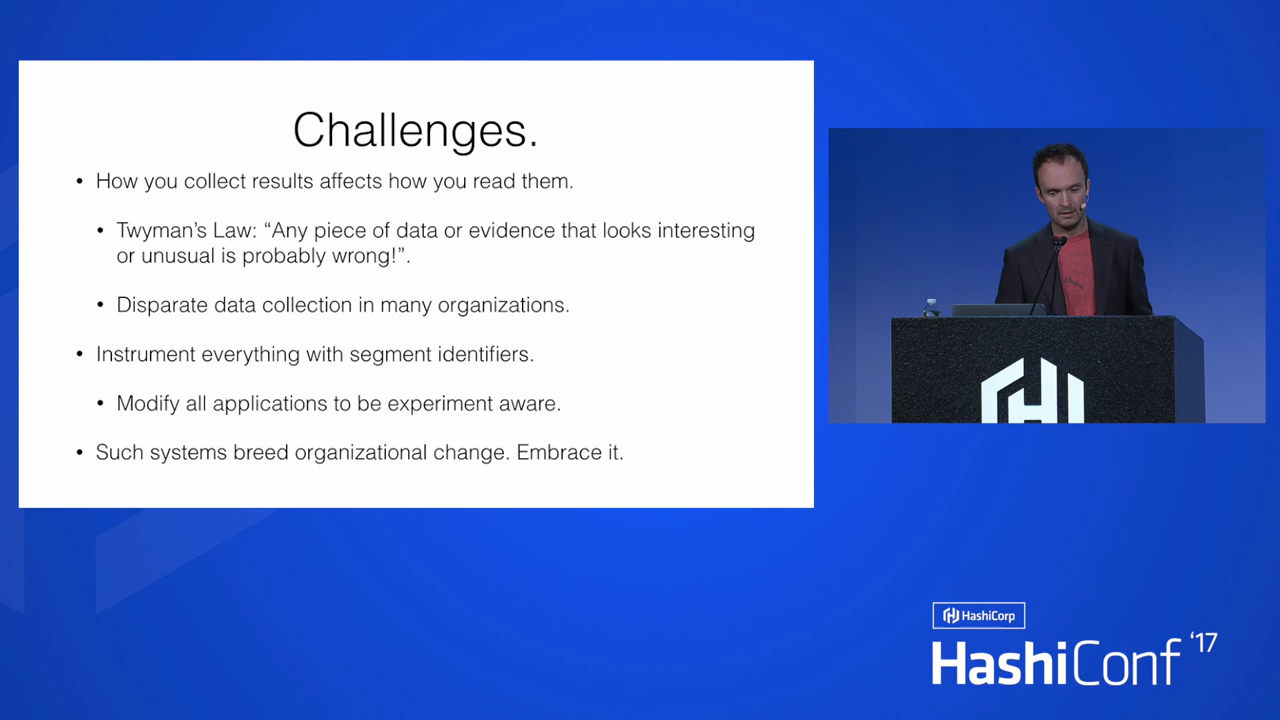 Challenges.
• How you collect results affects how you read them.
• Twyman’s Law: “Any piece of data or evidence that looks interesting
or unusual is probably wrong!”.
• Disparate data collection in many organizations.
• Instrument everything with segment identifiers.
• Modify all applications to be experiment aware.
• Such systems breed organizational change. Embrace it.
HashiCorp
HashiConf ‘17